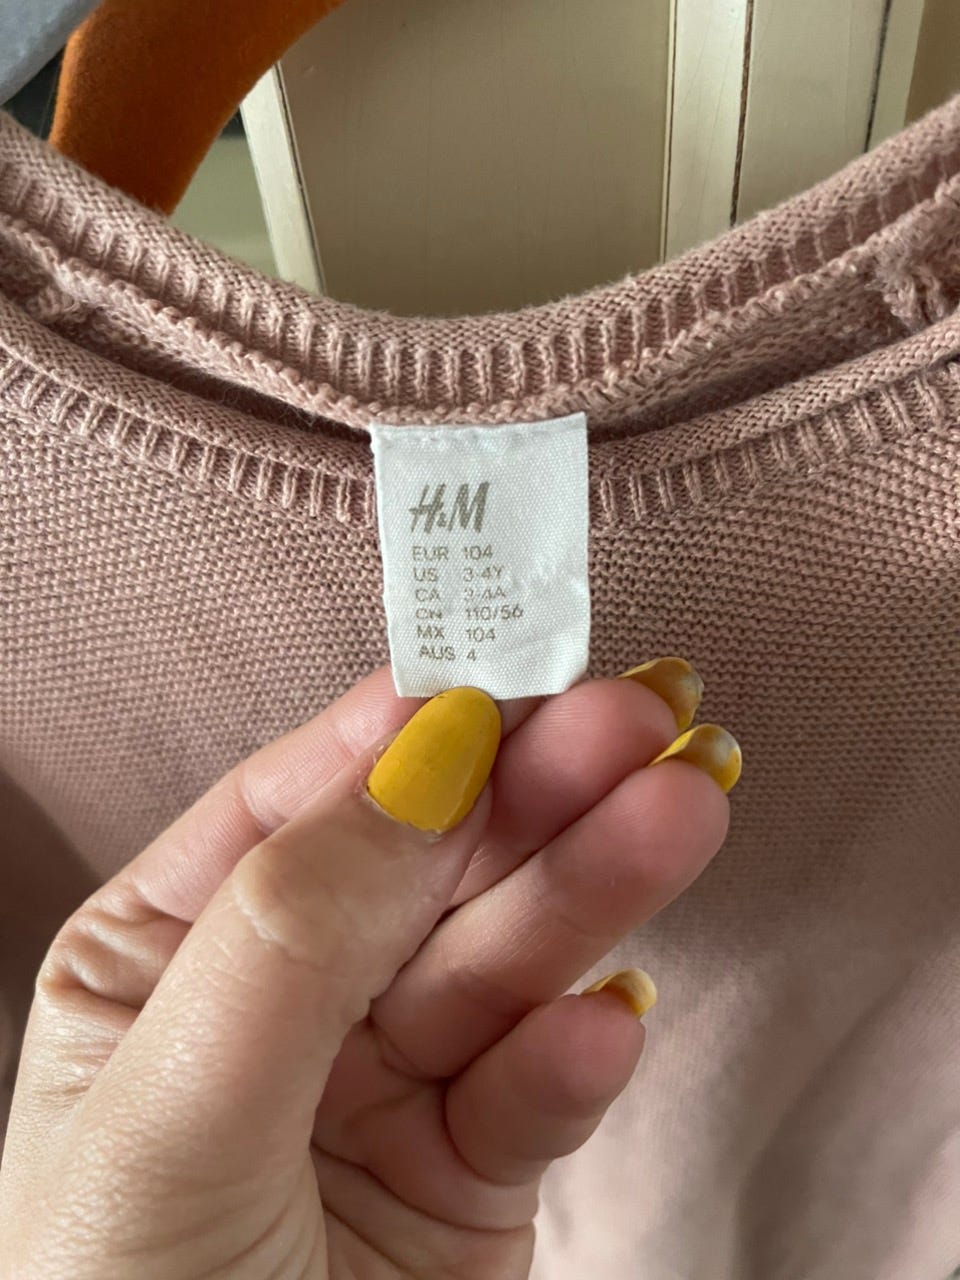 H&M
EUR 104
US 3-4Y
CA 3-4A
CN 110/56
MX 104
AUS 4